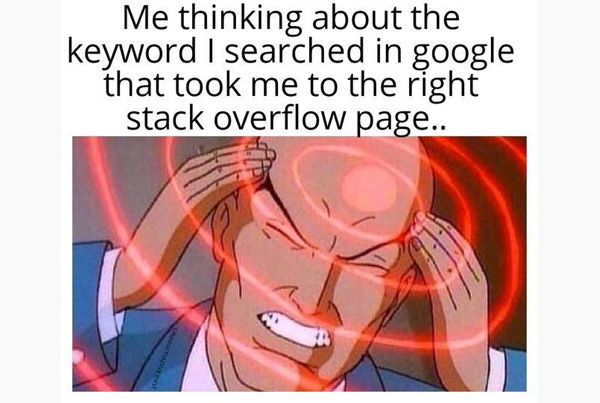 Me thinking about the
keyword I searched in google
that took me to the right
stack overflow page..